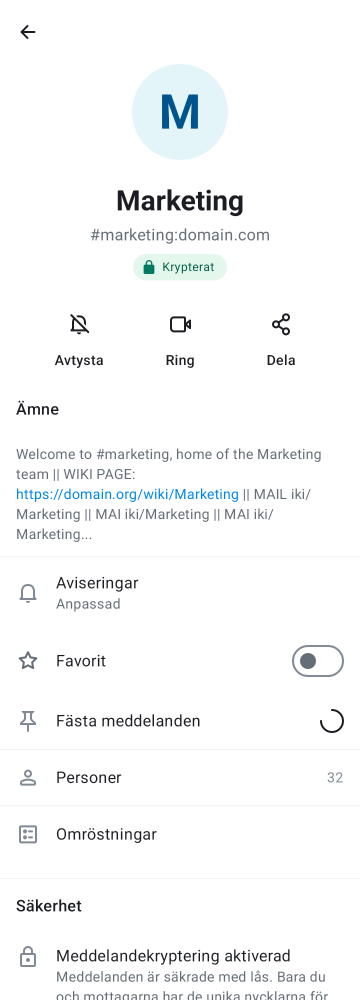 M
Marketing
#marketing:domain.com
Krypterat
Avtysta
Ring
Dela
Ämne
Welcome to #marketing, home of the Marketing
team || WIKI PAGE:
https://domain.org/wiki/Marketing || MAIL iki/
Marketing || MAI iki/Marketing || MAI iki/
Marketing...
Aviseringar
Anpassad
Favorit
Fästa meddelanden
Personer
32
Omröstningar
Säkerhet
Meddelandekryptering aktiverad
Meddelanden är säkrade med lås. Bara du
och mottagarna har de unika nycklarna för